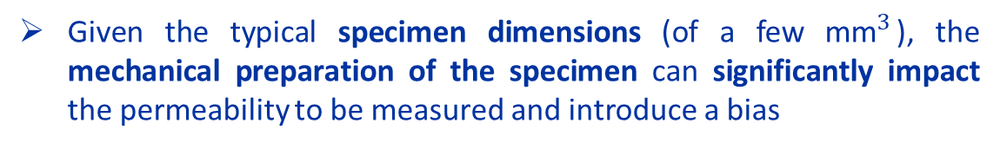 ➢ Given the typical specimen dimensions (of a few mm³), the
mechanical preparation of the specimen can significantly impact
the permeability to be measured and introduce a bias